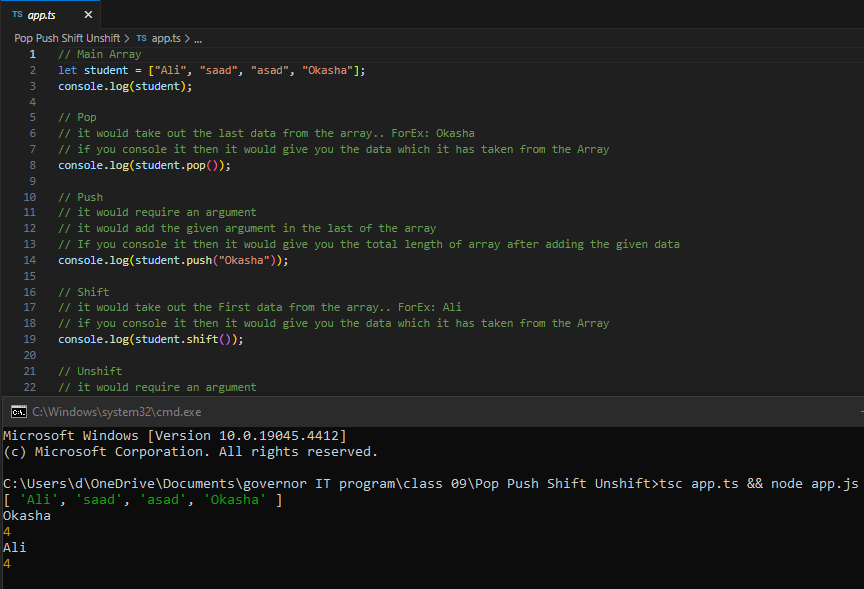 TS app.ts ×
Pop Push Shift Unshift > TS app.ts > ...
1 // Main Array
2 let student = ["Ali", "saad", "asad", "Okasha"];
3 console.log(student);
4
5 // Pop
6 // it would take out the last data from the array.. ForEx: Okasha
7 // if you console it then it would give you the data which it has taken from the Array
8 console.log(student.pop());
9
10 // Push
11 // it would require an argument
12 // it would add the given argument in the last of the array
13 // If you console it then it would give you the total length of array after adding the given data
14 console.log(student.push("Okasha"));
15
16 // Shift
17 // it would take out the First data from the array.. ForEx: Ali
18 // if you console it then it would give you the data which it has taken from the Array
19 console.log(student.shift());
20
21 // Unshift
22 // it would require an argument
C:\Windows\system32\cmd.exe
Microsoft Windows [Version 10.0.19045.4412]
(c) Microsoft Corporation. All rights reserved.
C:\Users\d\OneDrive\Documents\governor IT program\class 09\Pop Push Shift Unshift>tsc app.ts && node app.js
[ 'Ali', 'saad', 'asad', 'Okasha' ]
Okasha
4
Ali
4